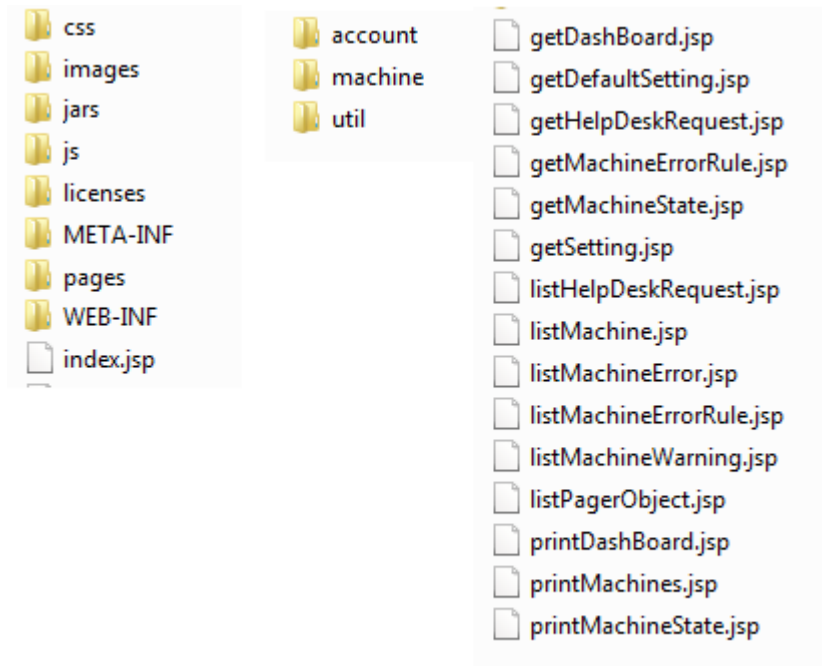 css
images
jars
js
licenses
META-INF
pages
WEB-INF
index.jsp
account
machine
util
getDashBoard.jsp
getDefaultSetting.jsp
getHelpDeskRequest.jsp
getMachineErrorRule.jsp
getMachineState.jsp
getSetting.jsp
listHelpDeskRequest.jsp
listMachine.jsp
listMachineError.jsp
listMachineErrorRule.jsp
listMachineWarning.jsp
listPagerObject.jsp
printDashBoard.jsp
printMachines.jsp
printMachineState.jsp